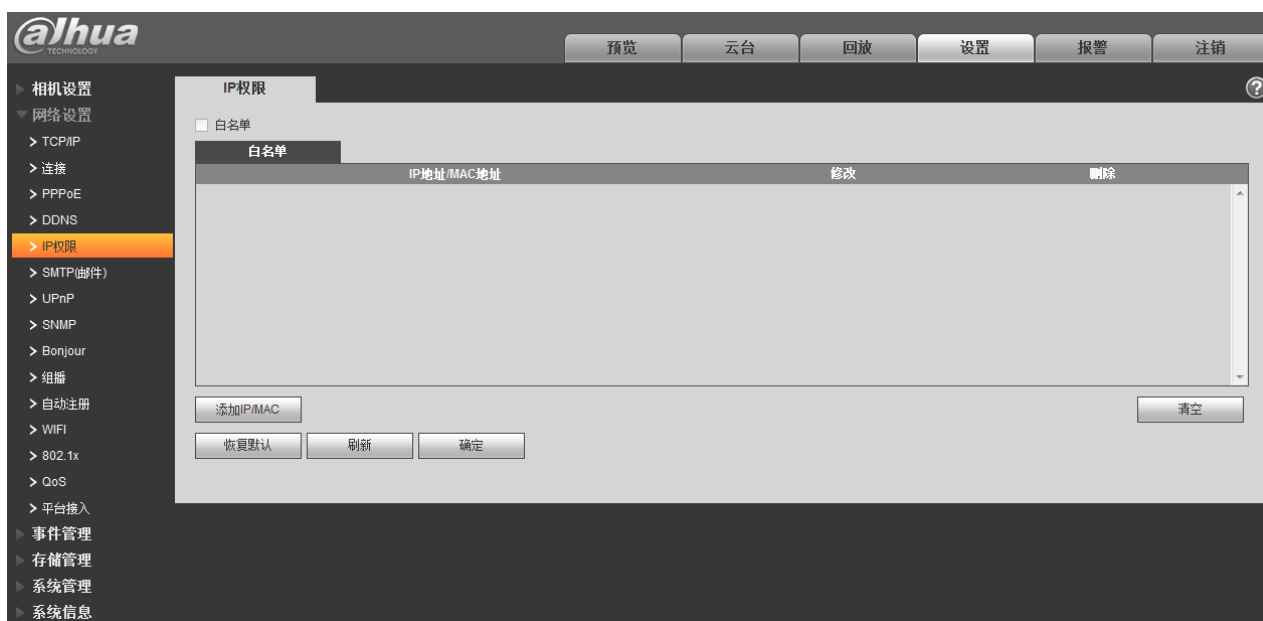 alhua
TECHNOLOGY
预览 云台 回放 设置 报警 注销
相机设置
网络设置
> TCP/IP
> 连接
> PPPoE
> DDNS
> IP权限
> SMTP(邮件)
> UPnP
> SNMP
> Bonjour
> 组播
> 自动注册
> WIFI
> 802.1x
> QoS
> 平台接入
事件管理
存储管理
系统管理
系统信息
IP权限
?
白名单
白名单
IP地址/MAC地址 修改 删除
添加IP/MAC 清空
恢复默认 刷新 确定